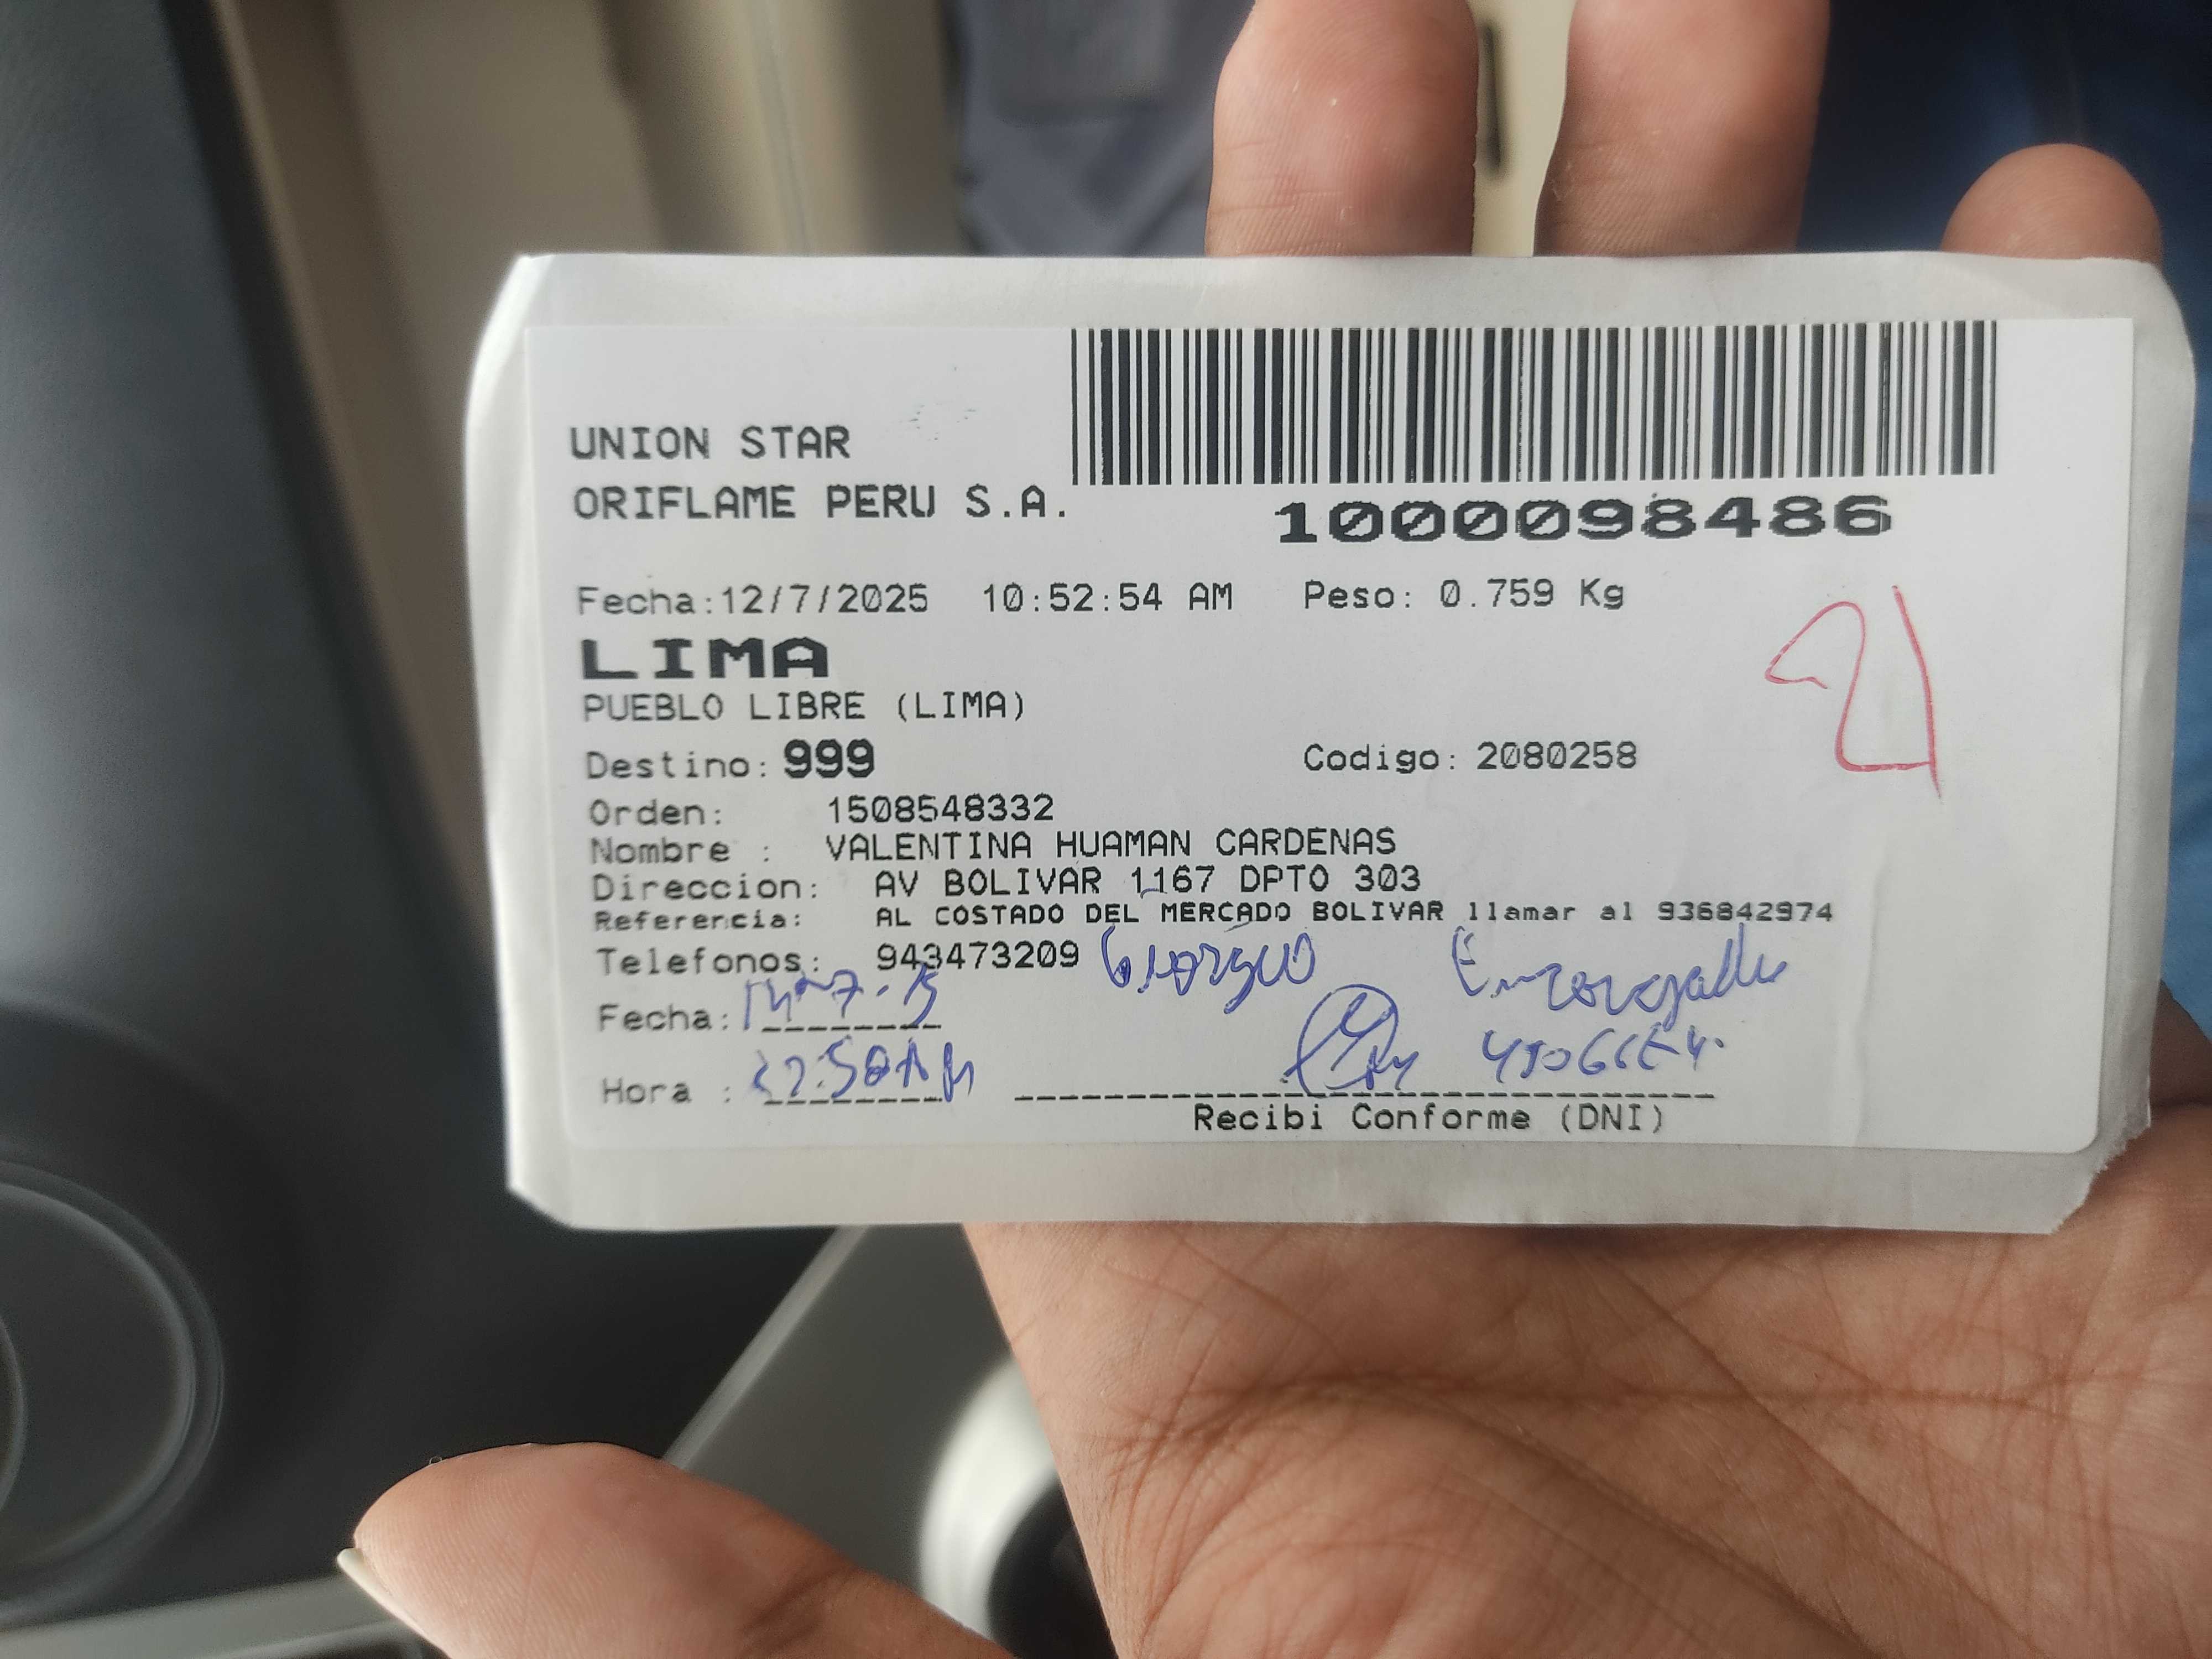 UNION STAR
ORIFLAME PERU S.A.
1000098486
Fecha:12/7/2025 10:52:54 AM Peso: 0.759 Kg
LIMA
PUEBLO LIBRE (LIMA)
Destino: 999 Codigo: 2080258
Orden: 1508548332
Nombre : VALENTINA HUAMAN CARDENAS
Direccion: AV BOLIVAR 1167 DPTO 303
Referencia: AL COSTADO DEL MERCADO BOLIVAR llamar al 936842974
Telefonos: 943473209
Fecha:
Hora :
Recibi Conforme (DNI)